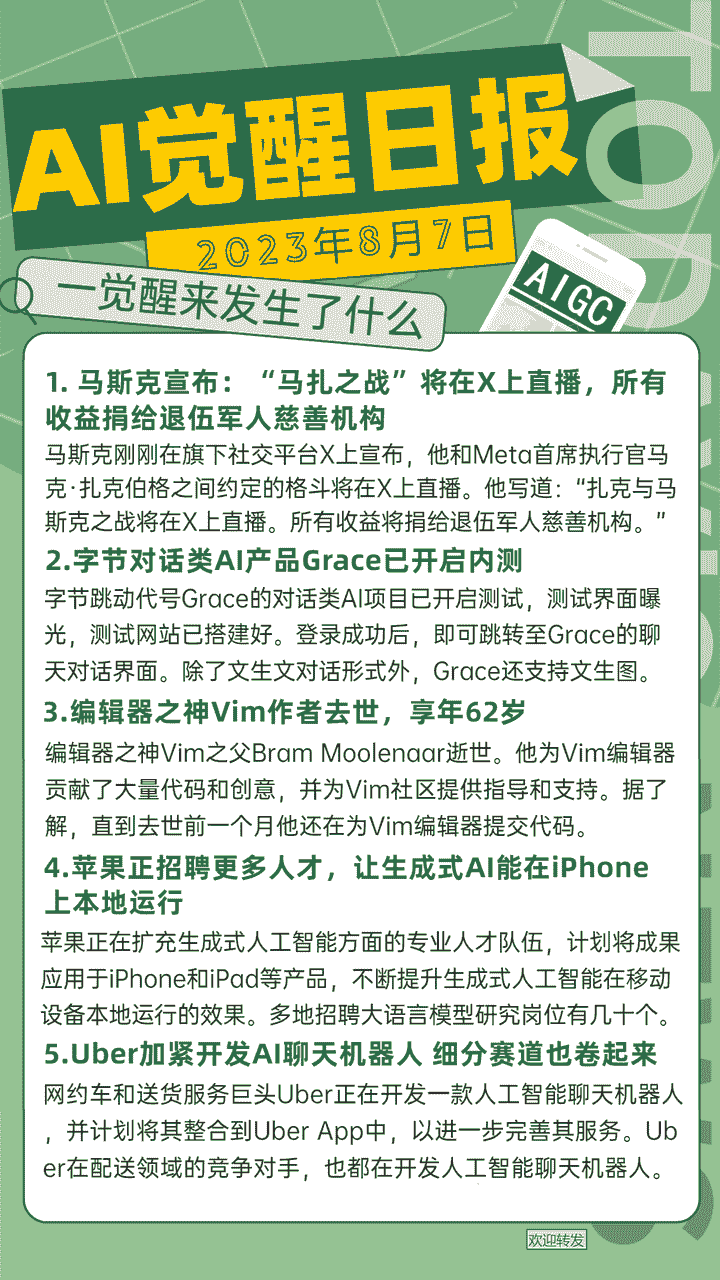 AI觉醒日报
2023年8月7日
一觉醒来发生了什么
AIGC
1. 马斯克宣布：“马扎之战”将在X上直播，所有
收益捐给退伍军人慈善机构
马斯克刚刚在旗下社交平台X上宣布，他和Meta首席执行官马
克·扎克伯格之间约定的格斗将在X上直播。他写道：“扎克与马
斯克之战将在X上直播。所有收益将捐给退伍军人慈善机构。”
2.字节对话类AI产品Grace已开启内测
字节跳动代号Grace的对话类AI项目已开启测试，测试界面曝
光，测试网站已搭建好。登录成功后，即可跳转至Grace的聊
天对话界面。除了文生文对话形式外，Grace还支持文生图。
3.编辑器之神Vim作者去世，享年62岁
编辑器之神Vim之父Bram Moolenaar逝世。他为Vim编辑器
贡献了大量代码和创意，并为Vim社区提供指导和支持。据了
解，直到去世前一个月他还在为Vim编辑器提交代码。
4.苹果正招聘更多人才，让生成式AI能在iPhone
上本地运行
苹果正在扩充生成式人工智能方面的专业人才队伍，计划将成果
应用于iPhone和iPad等产品，不断提升生成式人工智能在移动
设备本地运行的效果。多地招聘大语言模型研究岗位有几十个。
5.Uber加紧开发AI聊天机器人 细分赛道也卷起来
网约车和送货服务巨头Uber正在开发一款人工智能聊天机器人
，并计划将其整合到Uber App中，以进一步完善其服务。Ub
er在配送领域的竞争对手，也都在开发人工智能聊天机器人。
欢迎转发